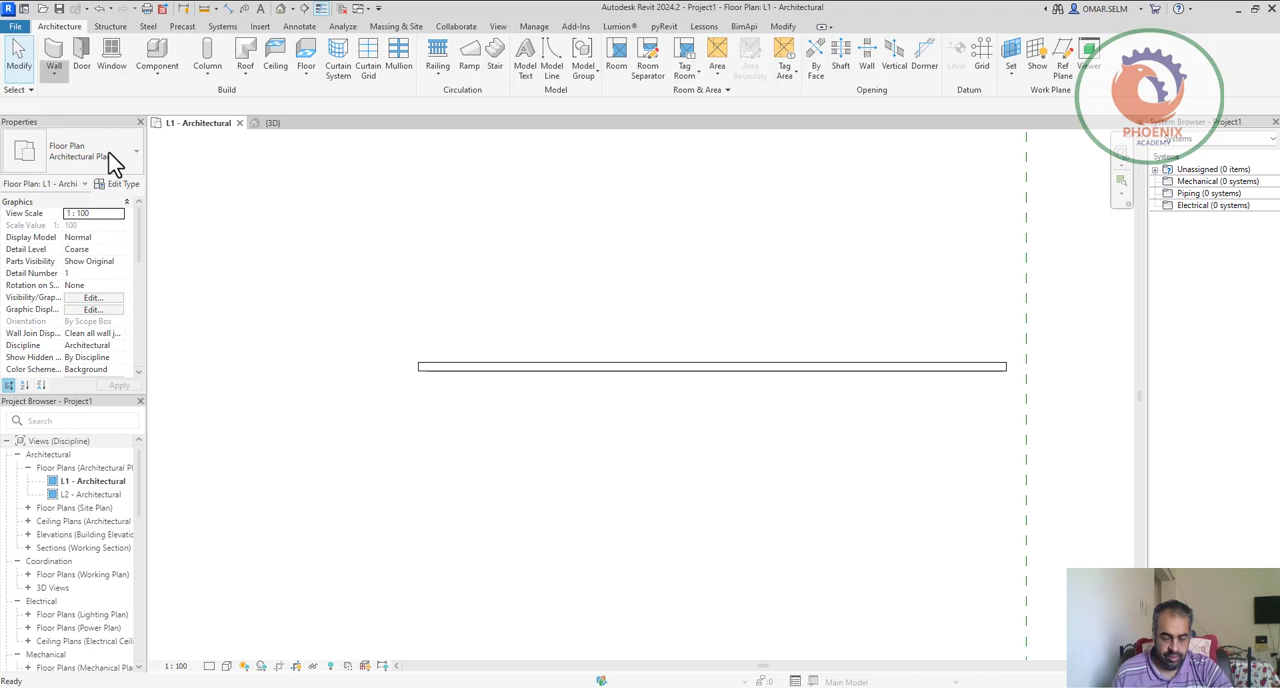 Autodesk Revit 2024.2 - Project1 - Floor Plan: L1 - Architectural
OMAR.SELM
File Architecture Structure Steel Precast Systems Insert Annotate Analyze Massing & Site Collaborate View Manage Add-Ins Lumion® pyRevit Lessons BimApi Modify
Modify Wall Door Window Component Column Roof Ceiling Floor Curtain System Curtain Grid Mullion Railing Ramp Stair Model Text Model Line Model Group Room Room Separator Tag Room Area Area Boundary Tag Area By Face Shaft Wall Vertical Dormer Level Grid Set Show Ref Plane Viewer
Select Build Circulation Model Room & Area Opening Datum Work Plane
PHOENIX
ACADEMY
Properties
L1 - Architectural
{3D}
System Browser - Project1
Floor Plan
Architectural Plan
Systems
Systems
Unassigned (0 items)
Mechanical (0 systems)
Piping (0 systems)
Electrical (0 systems)
Floor Plan: L1 - Archi Edit Type
Graphics
View Scale 1 : 100
Scale Value 1: 100
Display Model Normal
Detail Level Coarse
Parts Visibility Show Original
Detail Number 1
Rotation on S... None
Visibility/Grap... Edit...
Graphic Displ... Edit...
Orientation By Scope Box
Wall Join Disp... Clean all wall j...
Discipline Architectural
Show Hidden ... By Discipline
Color Scheme... Background
Apply
Project Browser - Project1
Search
Views (Discipline)
Architectural
Floor Plans (Architectural Pl
L1 - Architectural
L2 - Architectural
Floor Plans (Site Plan)
Ceiling Plans (Architectural
Elevations (Building Elevatio
Sections (Working Section)
Coordination
Floor Plans (Working Plan)
3D Views
Electrical
Floor Plans (Lighting Plan)
Floor Plans (Power Plan)
Ceiling Plans (Electrical Ceil
Mechanical
Floor Plans (Mechanical Pla
1 : 100
Ready
:0
Main Model